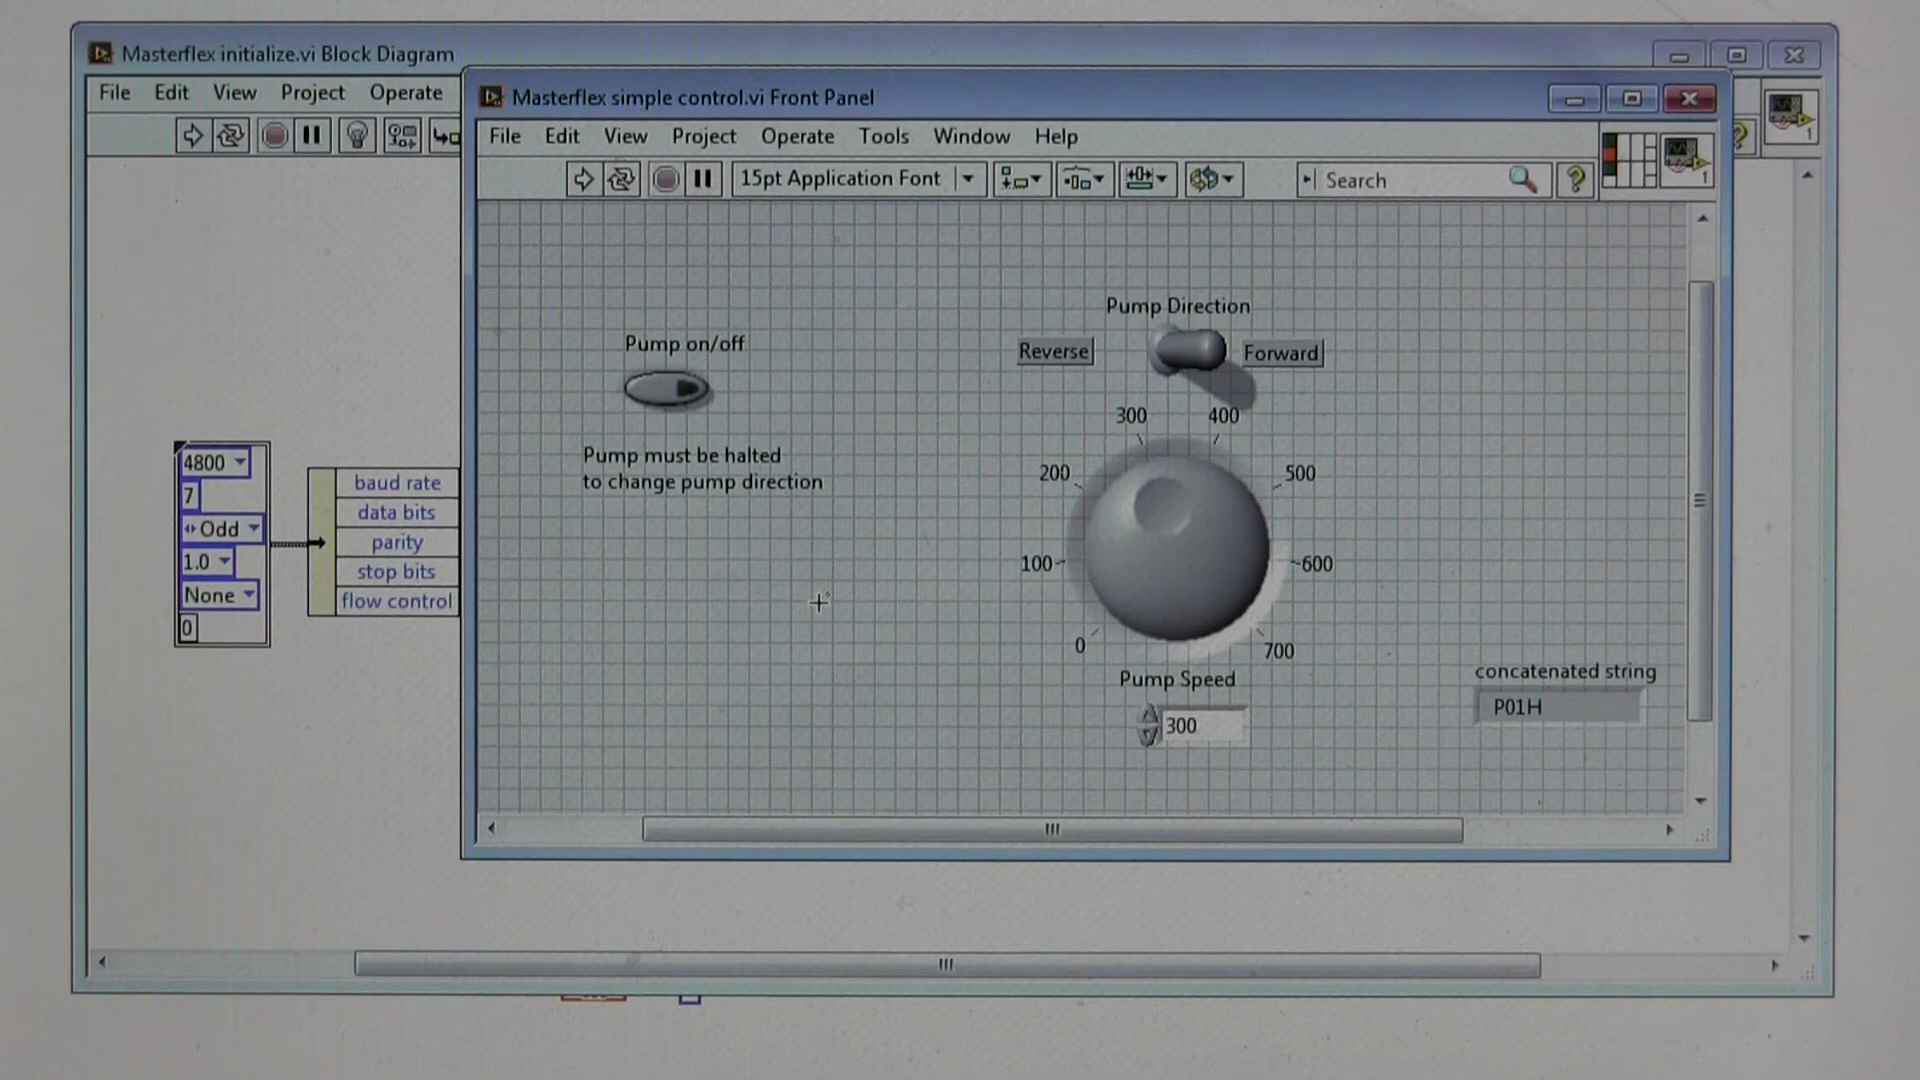 Masterflex initialize.vi Block Diagram
File Edit View Project Operate
Masterflex simple control.vi Front Panel
File Edit View Project Operate Tools Window Help
15pt Application Font
Search
?
1
1
Pump on/off
Pump must be halted
to change pump direction
Pump Direction
Reverse
Forward
0
100
200
300
400
500
600
700
Pump Speed
300
concatenated string
P01H
4800
7
Odd
1.0
None
0
baud rate
data bits
parity
stop bits
flow control